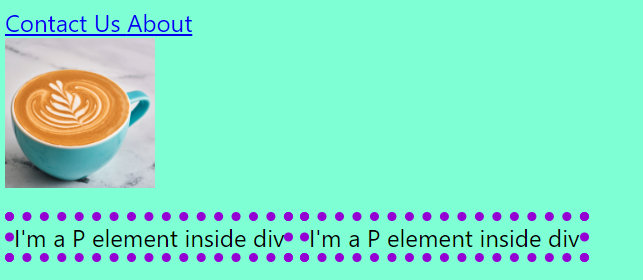 Contact Us About
I'm a P element inside div I'm a P element inside div